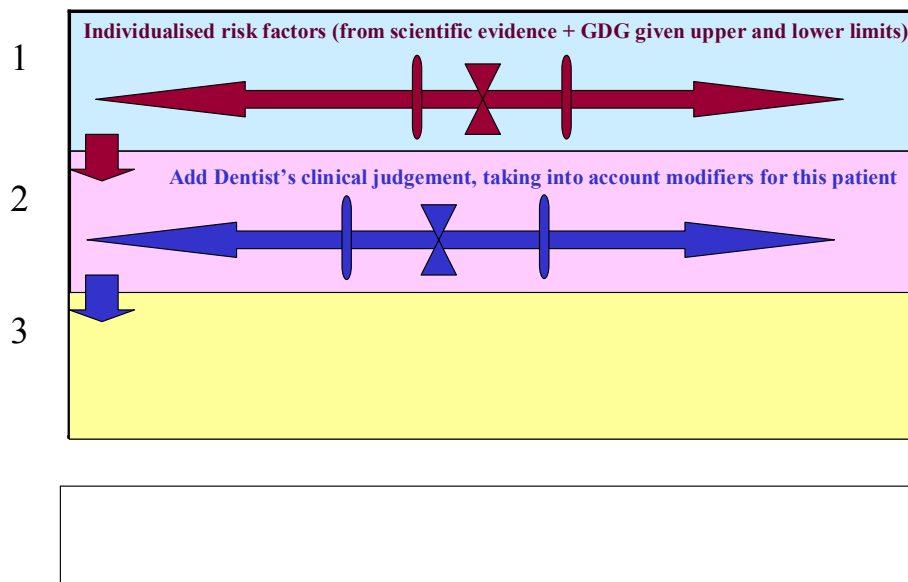 1
Individualised risk factors (from scientific evidence + GDG given upper and lower limits)
2
Add Dentist's clinical judgement, taking into account modifiers for this patient
3